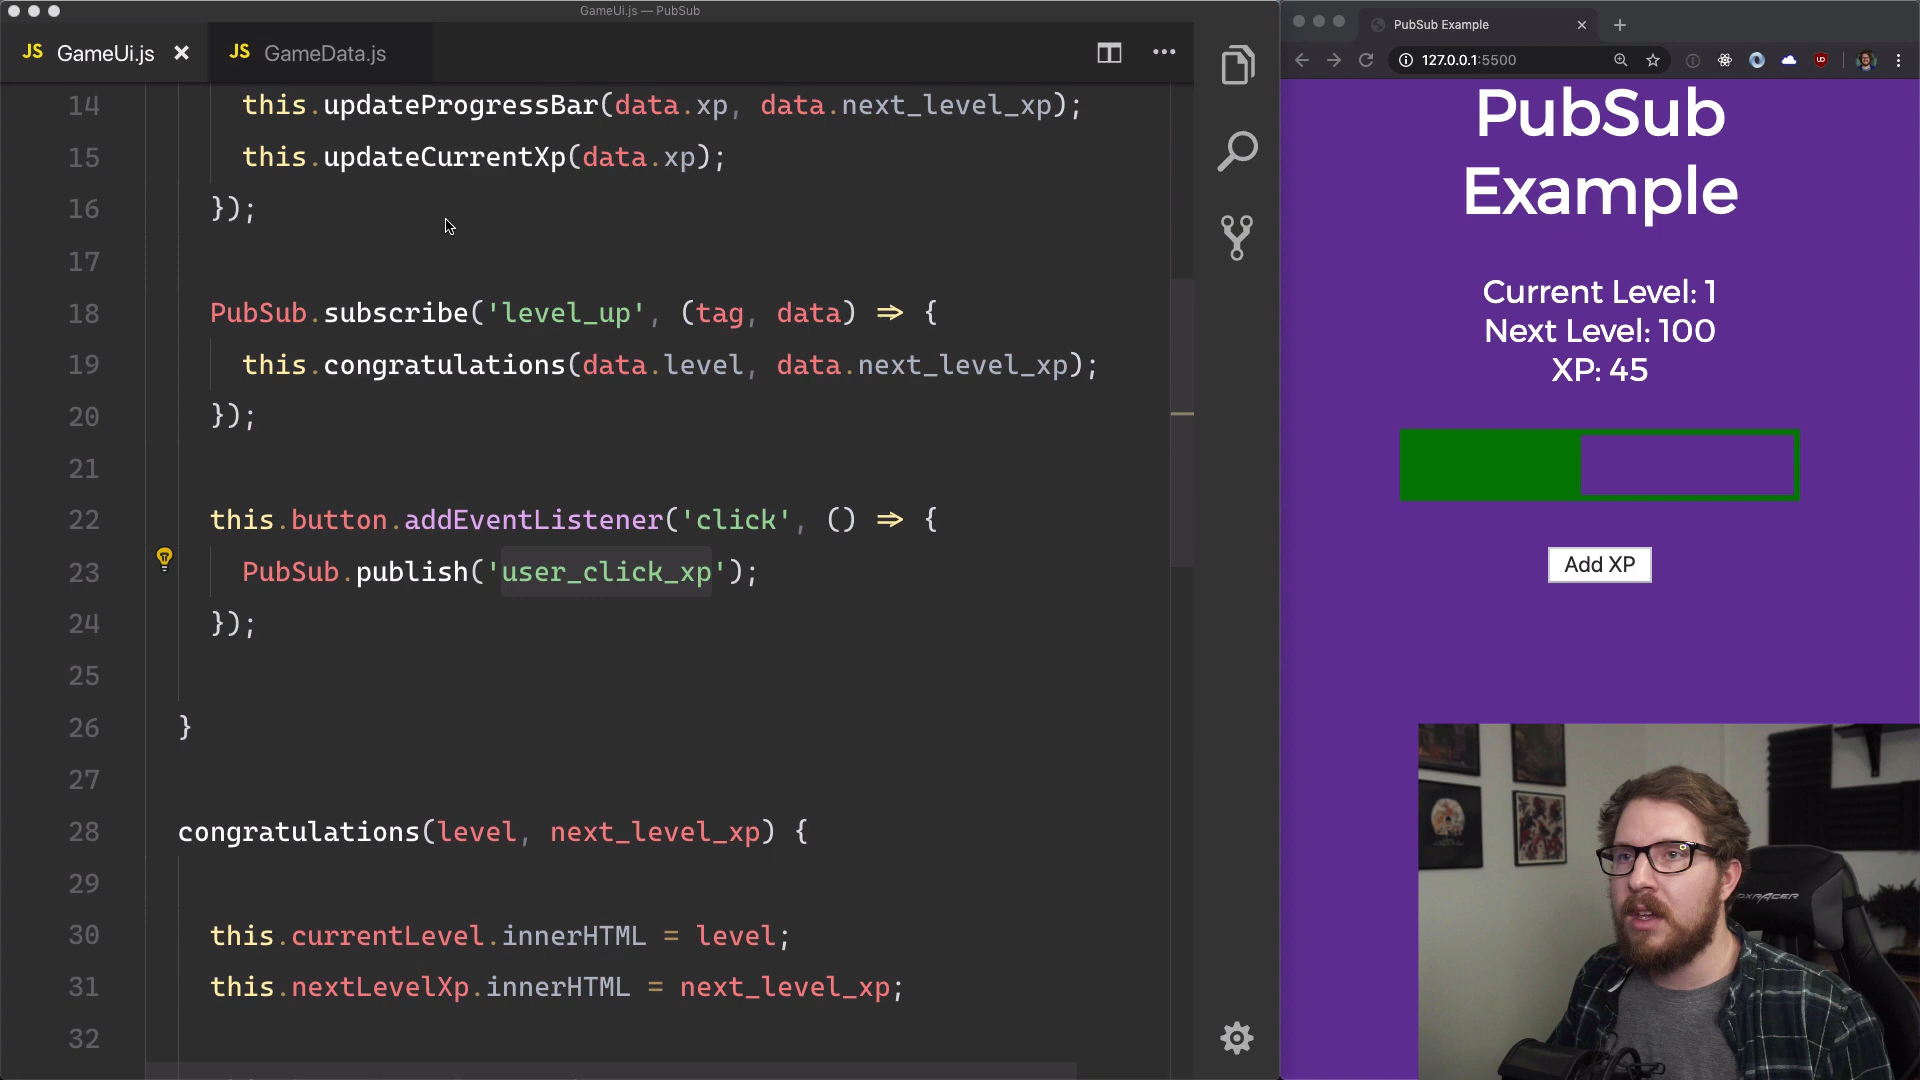 GameUi.js — PubSub
JS GameUi.js
JS GameData.js
14 this.updateProgressBar(data.xp, data.next_level_xp);
15 this.updateCurrentXp(data.xp);
16 });
17
18 PubSub.subscribe('level_up', (tag, data) => {
19 this.congratulations(data.level, data.next_level_xp);
20 });
21
22 this.button.addEventListener('click', () => {
23 PubSub.publish('user_click_xp');
24 });
25
26 }
27
28 congratulations(level, next_level_xp) {
29
30 this.currentLevel.innerHTML = level;
31 this.nextLevelXp.innerHTML = next_level_xp;
32
PubSub Example
127.0.0.1:5500
PubSub
Example
Current Level: 1
Next Level: 100
XP: 45
Add XP